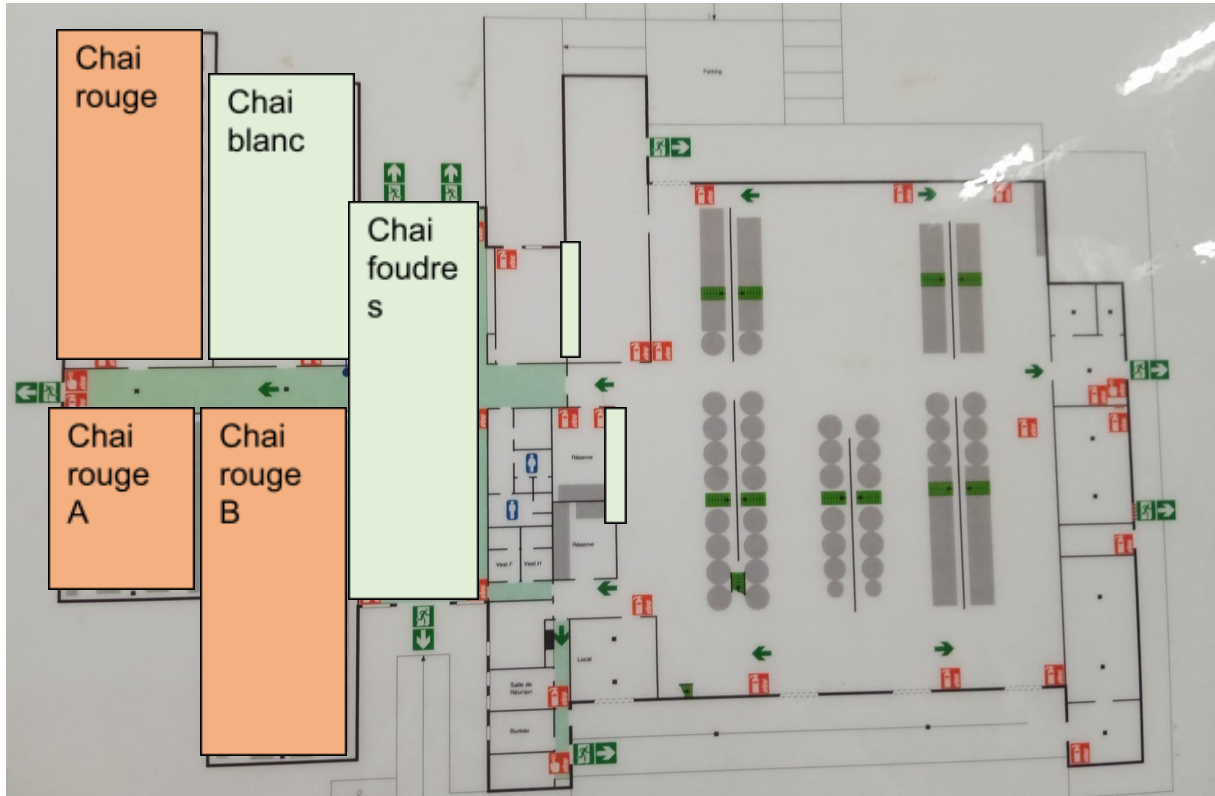 Chai
rouge
Chai
blanc
Chai
foudre
s
Chai
rouge
A
Chai
rouge
B
Parking
Réserve
Réserve
Vest.F
Vest.H
Local
Salle de
Réunion
Bureau